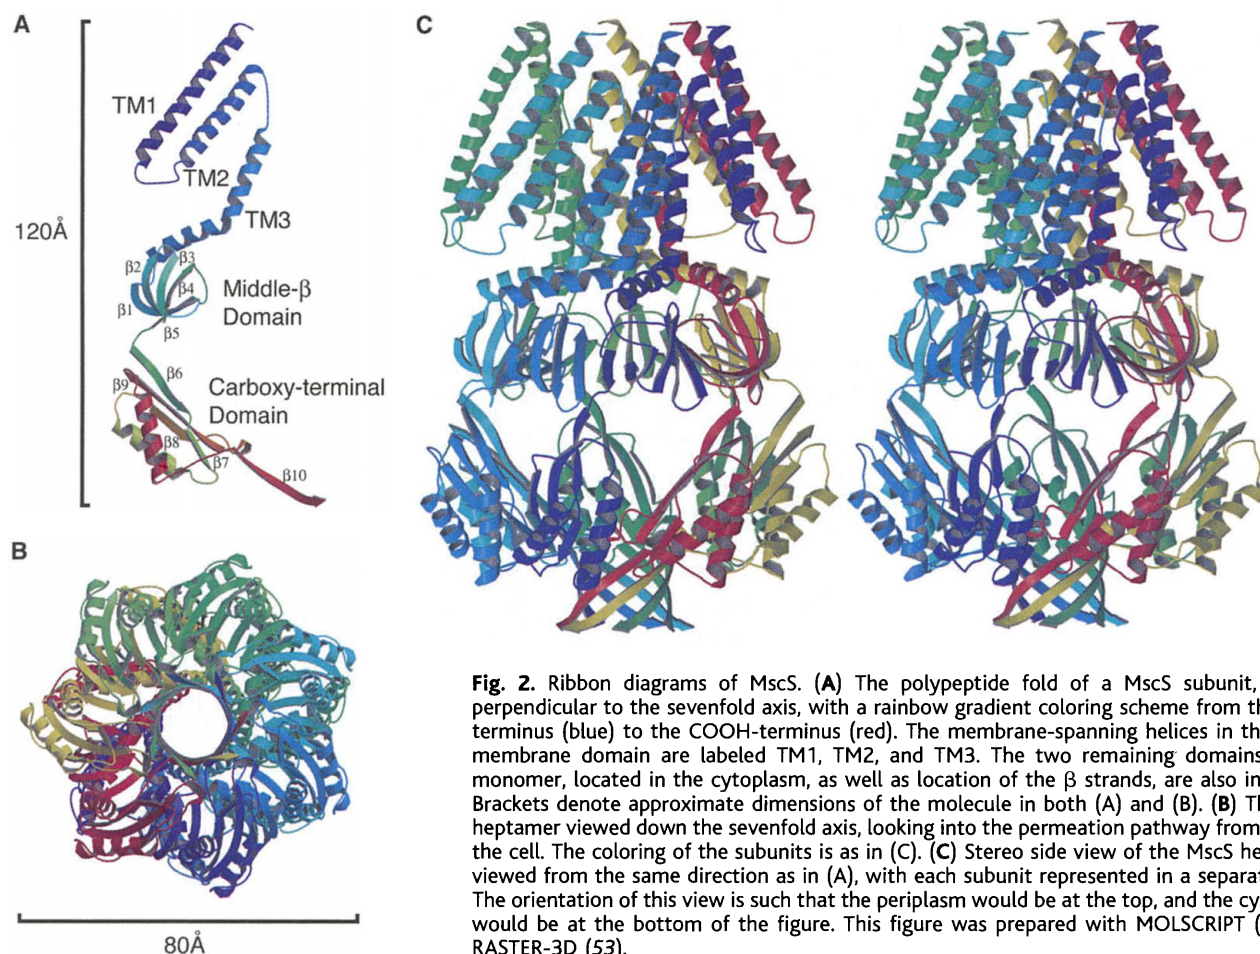 A
TM1
TM2
TM3
120Å
β2
β3
β4
β1
β5
Middle-β
Domain
β6
β9
Carboxy-terminal
Domain
β8
β7
β10
B
80Å
C
Fig. 2. Ribbon diagrams of MscS. (A) The polypeptide fold of a MscS subunit,
perpendicular to the sevenfold axis, with a rainbow gradient coloring scheme from th
terminus (blue) to the COOH-terminus (red). The membrane-spanning helices in th
membrane domain are labeled TM1, TM2, and TM3. The two remaining domains
monomer, located in the cytoplasm, as well as location of the β strands, are also in
Brackets denote approximate dimensions of the molecule in both (A) and (B). (B) Th
heptamer viewed down the sevenfold axis, looking into the permeation pathway from
the cell. The coloring of the subunits is as in (C). (C) Stereo side view of the MscS he
viewed from the same direction as in (A), with each subunit represented in a separat
The orientation of this view is such that the periplasm would be at the top, and the cy
would be at the bottom of the figure. This figure was prepared with MOLSCRIPT (
RASTER-3D (53).